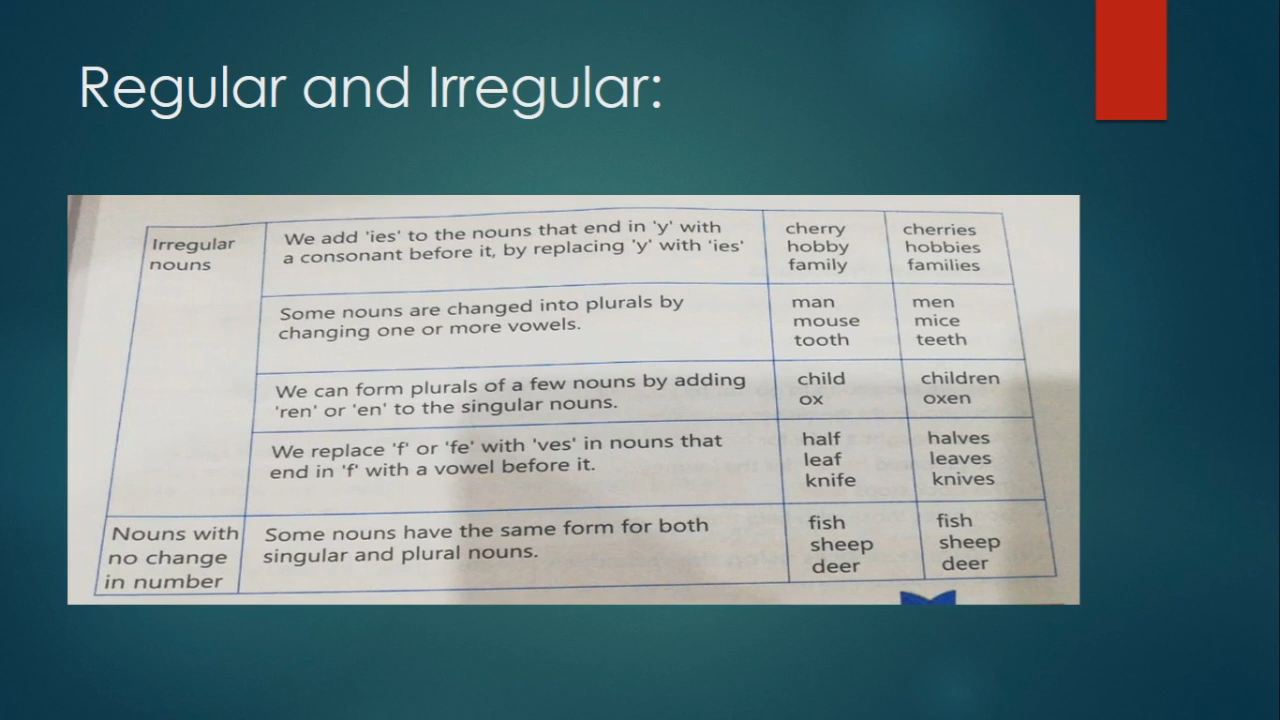 Regular and Irregular:
Irregular
nouns
We add 'ies' to the nouns that end in 'y' with
a consonant before it, by replacing 'y' with 'ies'
cherry
hobby
family
cherries
hobbies
families
Some nouns are changed into plurals by
changing one or more vowels.
man
mouse
tooth
men
mice
teeth
We can form plurals of a few nouns by adding
'ren' or 'en' to the singular nouns.
child
ox
children
oxen
We replace 'f' or 'fe' with 'ves' in nouns that
end in 'f' with a vowel before it.
half
leaf
knife
halves
leaves
knives
Nouns with
no change
in number
Some nouns have the same form for both
singular and plural nouns.
fish
sheep
deer
fish
sheep
deer